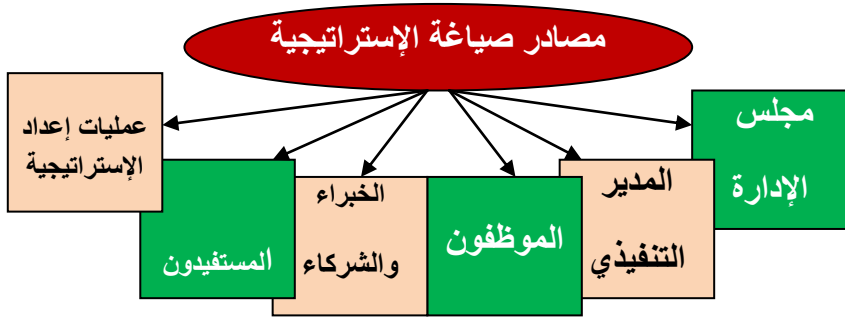 مصادر صياغة الإستراتيجية
مجلس
الإدارة
المدير
التنفيذي
الموظفون
الخبراء
والشركاء
المستفيدون
عمليات إعداد
الإستراتيجية